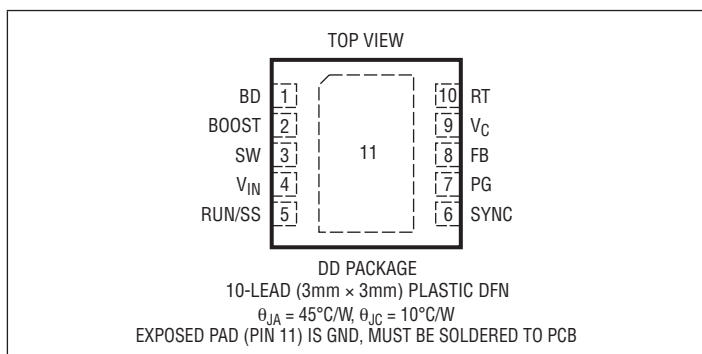 TOP VIEW
BD 1 10 RT
BOOST 2 9 VC
SW 3 11 8 FB
VIN 4 7 PG
RUN/SS 5 6 SYNC
DD PACKAGE
10-LEAD (3mm × 3mm) PLASTIC DFN
θJA = 45°C/W, θJC = 10°C/W
EXPOSED PAD (PIN 11) IS GND, MUST BE SOLDERED TO PCB